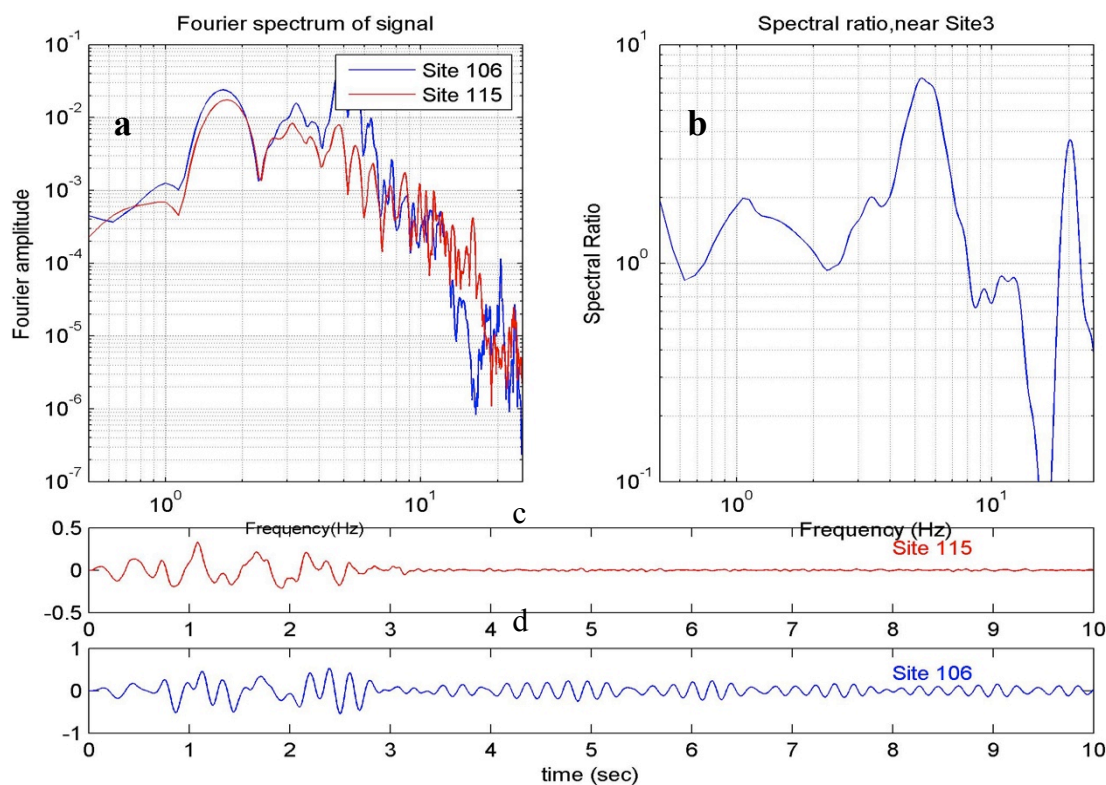 Fourier spectrum of signal
10^-1
10^-2
10^-3
10^-4
10^-5
10^-6
10^-7
Fourier amplitude
a
Site 106
Site 115
10^0
10^1
Frequency(Hz)
Spectral ratio,near Site3
10^1
10^0
10^-1
Spectral Ratio
b
10^0
10^1
Frequency (Hz)
c
0.5
0
-0.5
Site 115
0 1 2 3 4 5 6 7 8 9 10
d
1
0
-1
Site 106
0 1 2 3 4 5 6 7 8 9 10
time (sec)